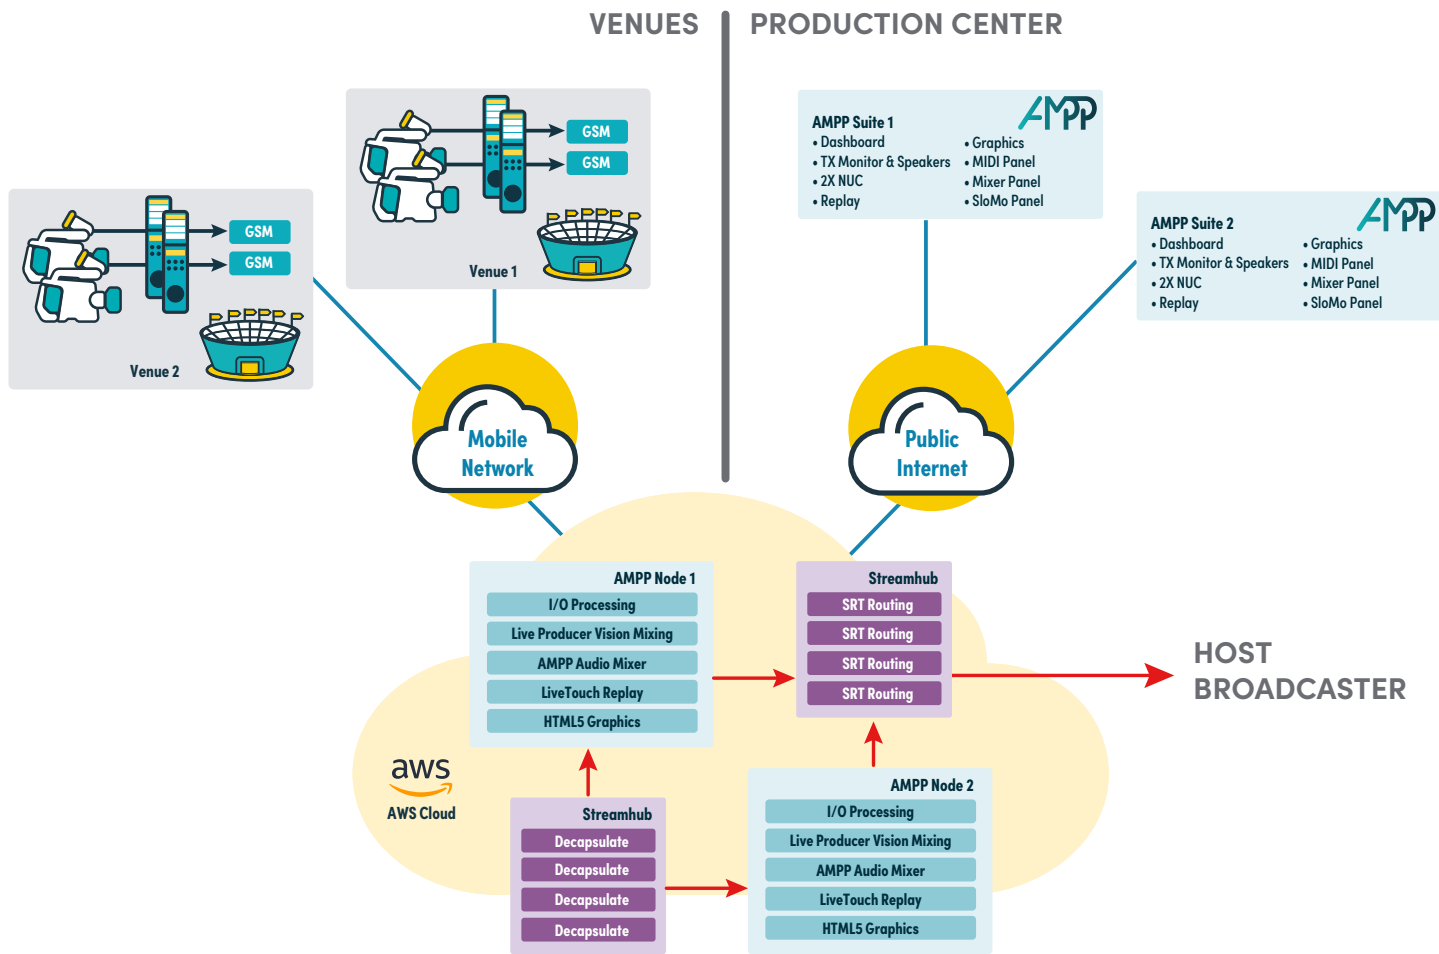 VENUES
PRODUCTION CENTER
GSM
GSM
Venue 1
GSM
GSM
Venue 2
AMPP
AMPP Suite 1
• Dashboard
• TX Monitor & Speakers
• 2X NUC
• Replay
• Graphics
• MIDI Panel
• Mixer Panel
• SloMo Panel
AMPP
AMPP Suite 2
• Dashboard
• TX Monitor & Speakers
• 2X NUC
• Replay
• Graphics
• MIDI Panel
• Mixer Panel
• SloMo Panel
Mobile
Network
Public
Internet
AMPP Node 1
I/O Processing
Live Producer Vision Mixing
AMPP Audio Mixer
LiveTouch Replay
HTML5 Graphics
Streamhub
SRT Routing
SRT Routing
SRT Routing
SRT Routing
HOST
BROADCASTER
aws
AWS Cloud
Streamhub
Decapsulate
Decapsulate
Decapsulate
Decapsulate
AMPP Node 2
I/O Processing
Live Producer Vision Mixing
AMPP Audio Mixer
LiveTouch Replay
HTML5 Graphics